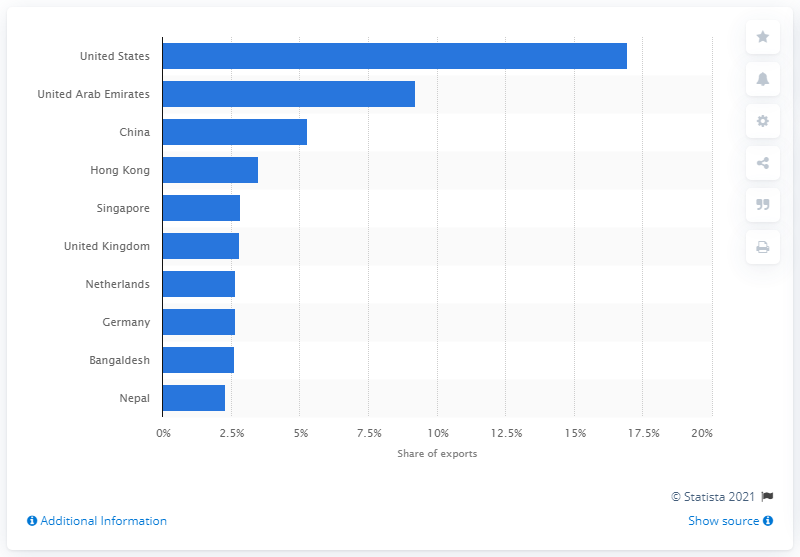 United States
United Arab Emirates
China
Hong Kong
Singapore
United Kingdom
Netherlands
Germany
Bangaldesh
Nepal
0% 2.5% 5% 7.5% 10% 12.5% 15% 17.5% 20%
Share of exports
© Statista 2021
Additional Information Show source